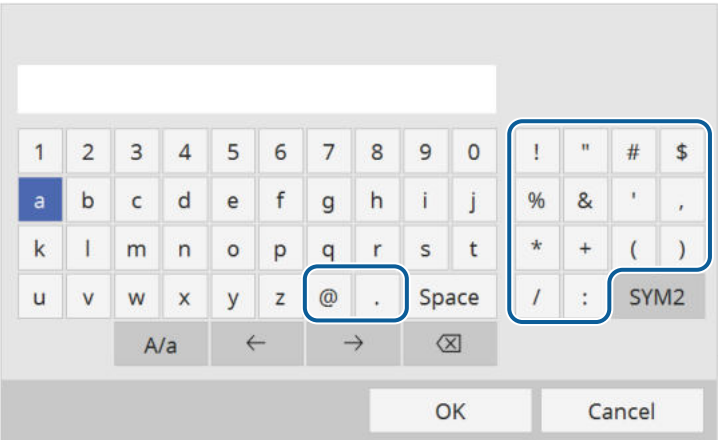 1 2 3 4 5 6 7 8 9 0 ! " # $
a b c d e f g h i j % & ' ,
k l m n o p q r s t * + ( )
u v w x y z @ . Space / : SYM2
A/a ← → ⌫
OK Cancel